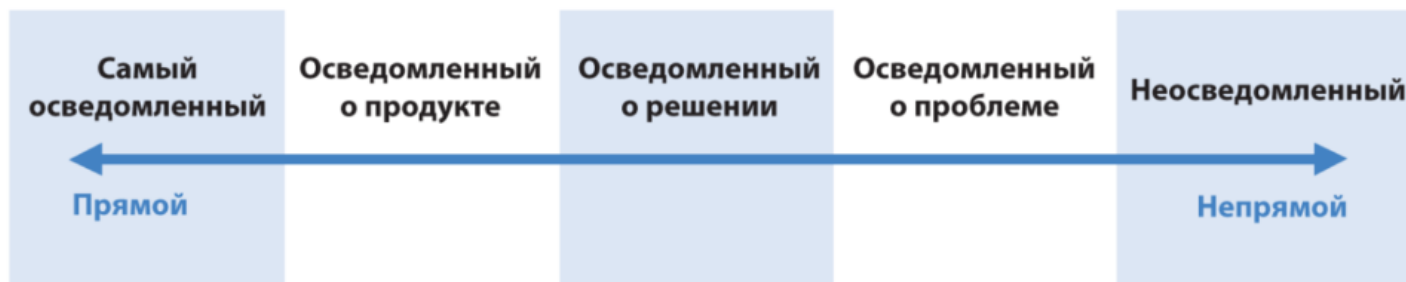 Самый
осведомленный
Осведомленный
о продукте
Осведомленный
о решении
Осведомленный
о проблеме
Неосведомленный
Прямой
Непрямой